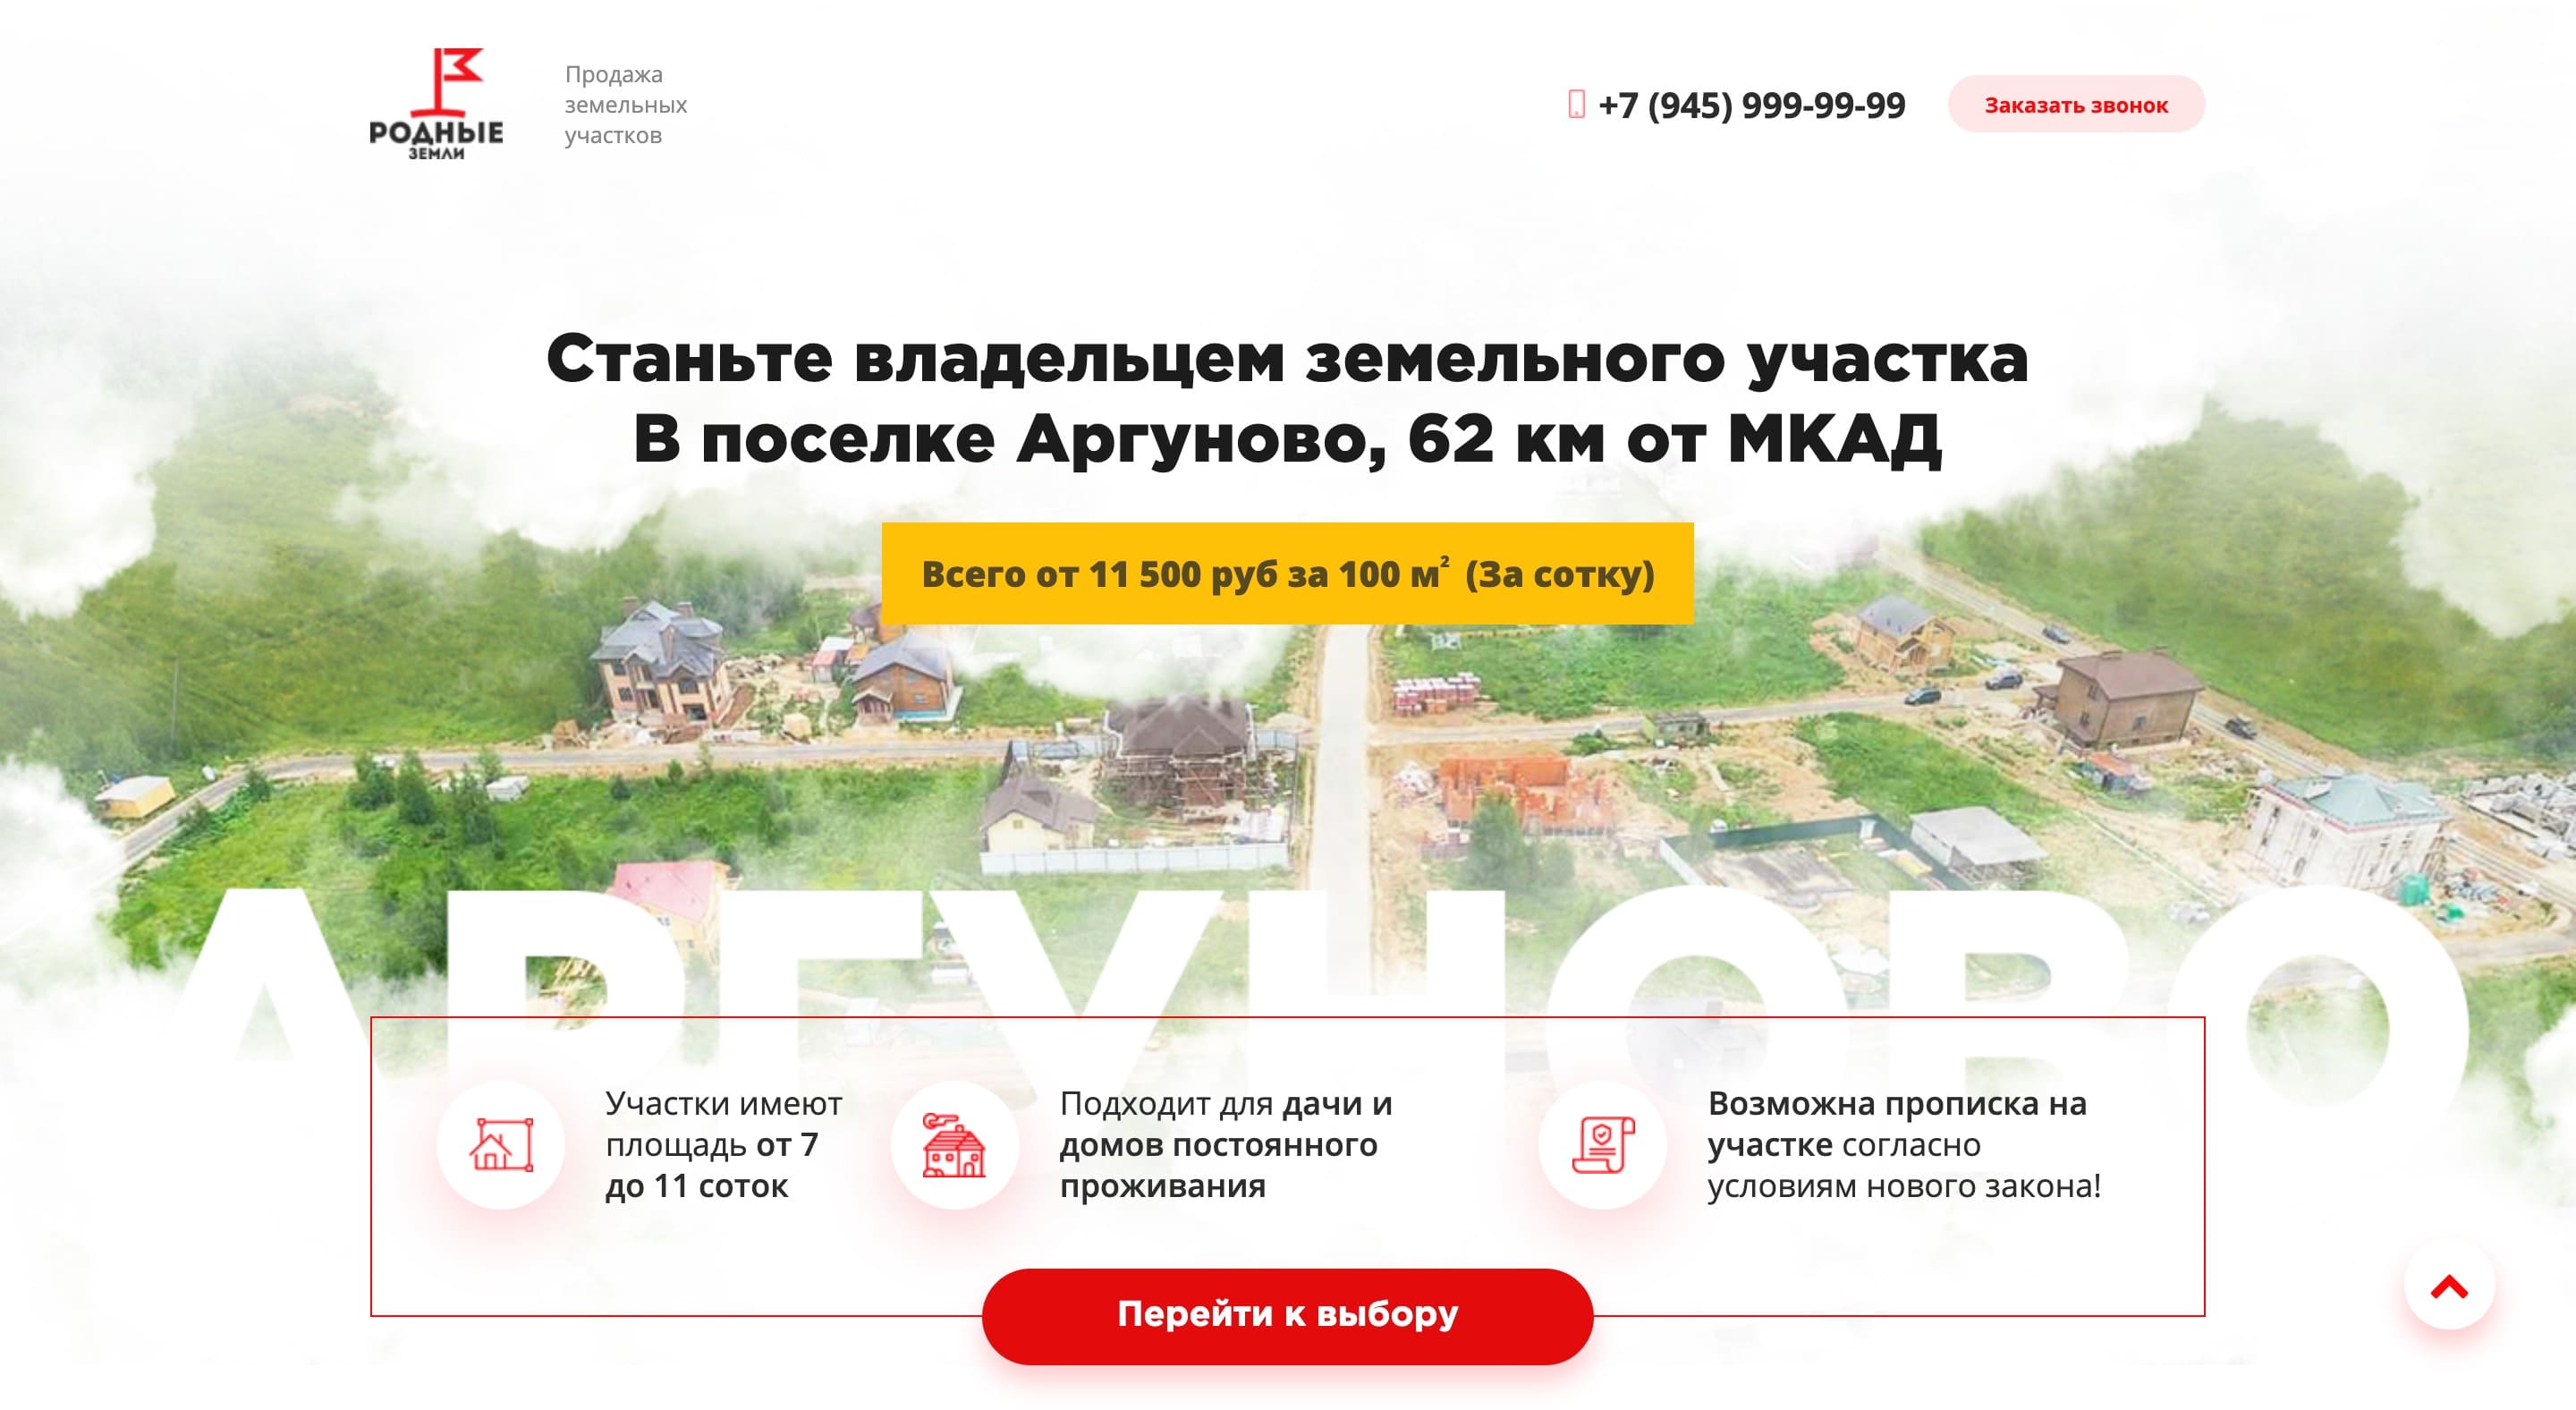 РОДНЫЕ
ЗЕМЛИ
Продажа
земельных
участков
+7 (945) 999-99-99
Заказать звонок
Станьте владельцем земельного участка
В поселке Аргуново, 62 км от МКАД
Всего от 11 500 руб за 100 м² (За сотку)
АРГУНОВО
Участки имеют
площадь от 7
до 11 соток
Подходит для дачи и
домов постоянного
проживания
Возможна прописка на
участке согласно
условиям нового закона!
Перейти к выбору